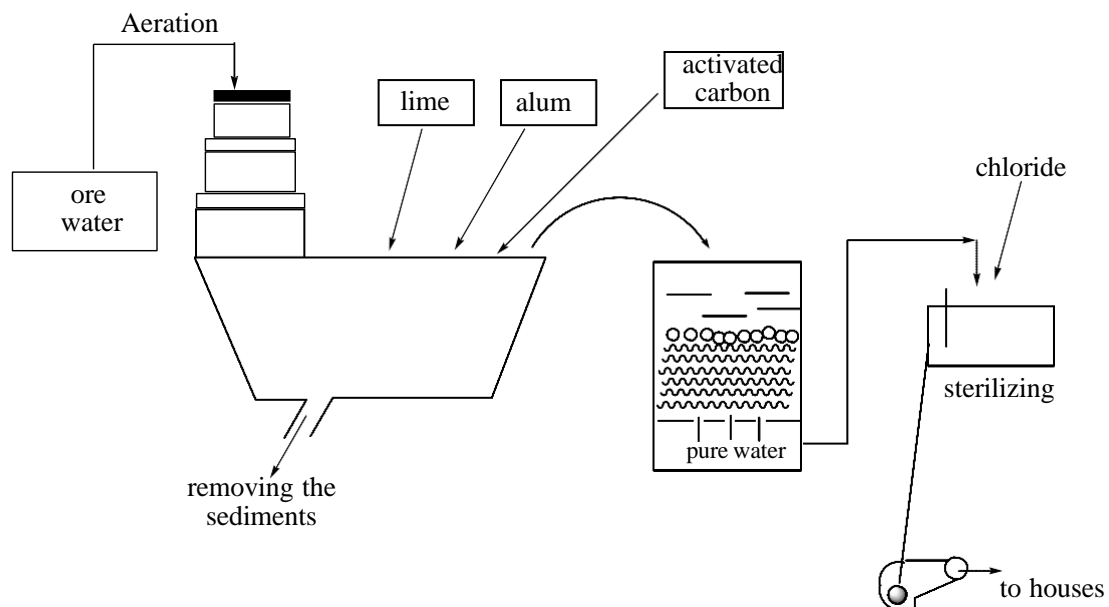 Aeration
ore
water
lime
alum
activated
carbon
chloride
pure water
sterilizing
removing the
sediments
to houses